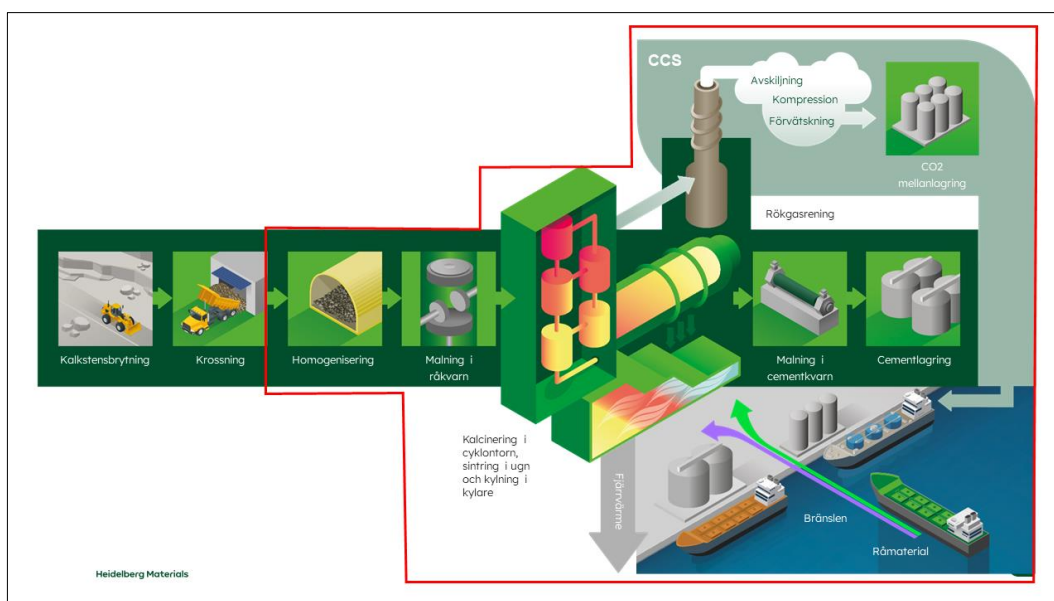 CCS
Avskiljning
Kompression
Förvätskning
CO2
mellanlagring
Rökgasrening
Kalkstensbrytning
Krossning
Homogenisering
Malning i
råkvarn
Malning i
cementkvarn
Cementlagring
Kalcinering i
cyklontorn,
sintring i ugn
och kylning i
kylare
Fjärrvärme
Bränslen
Råmaterial
Heidelberg Materials